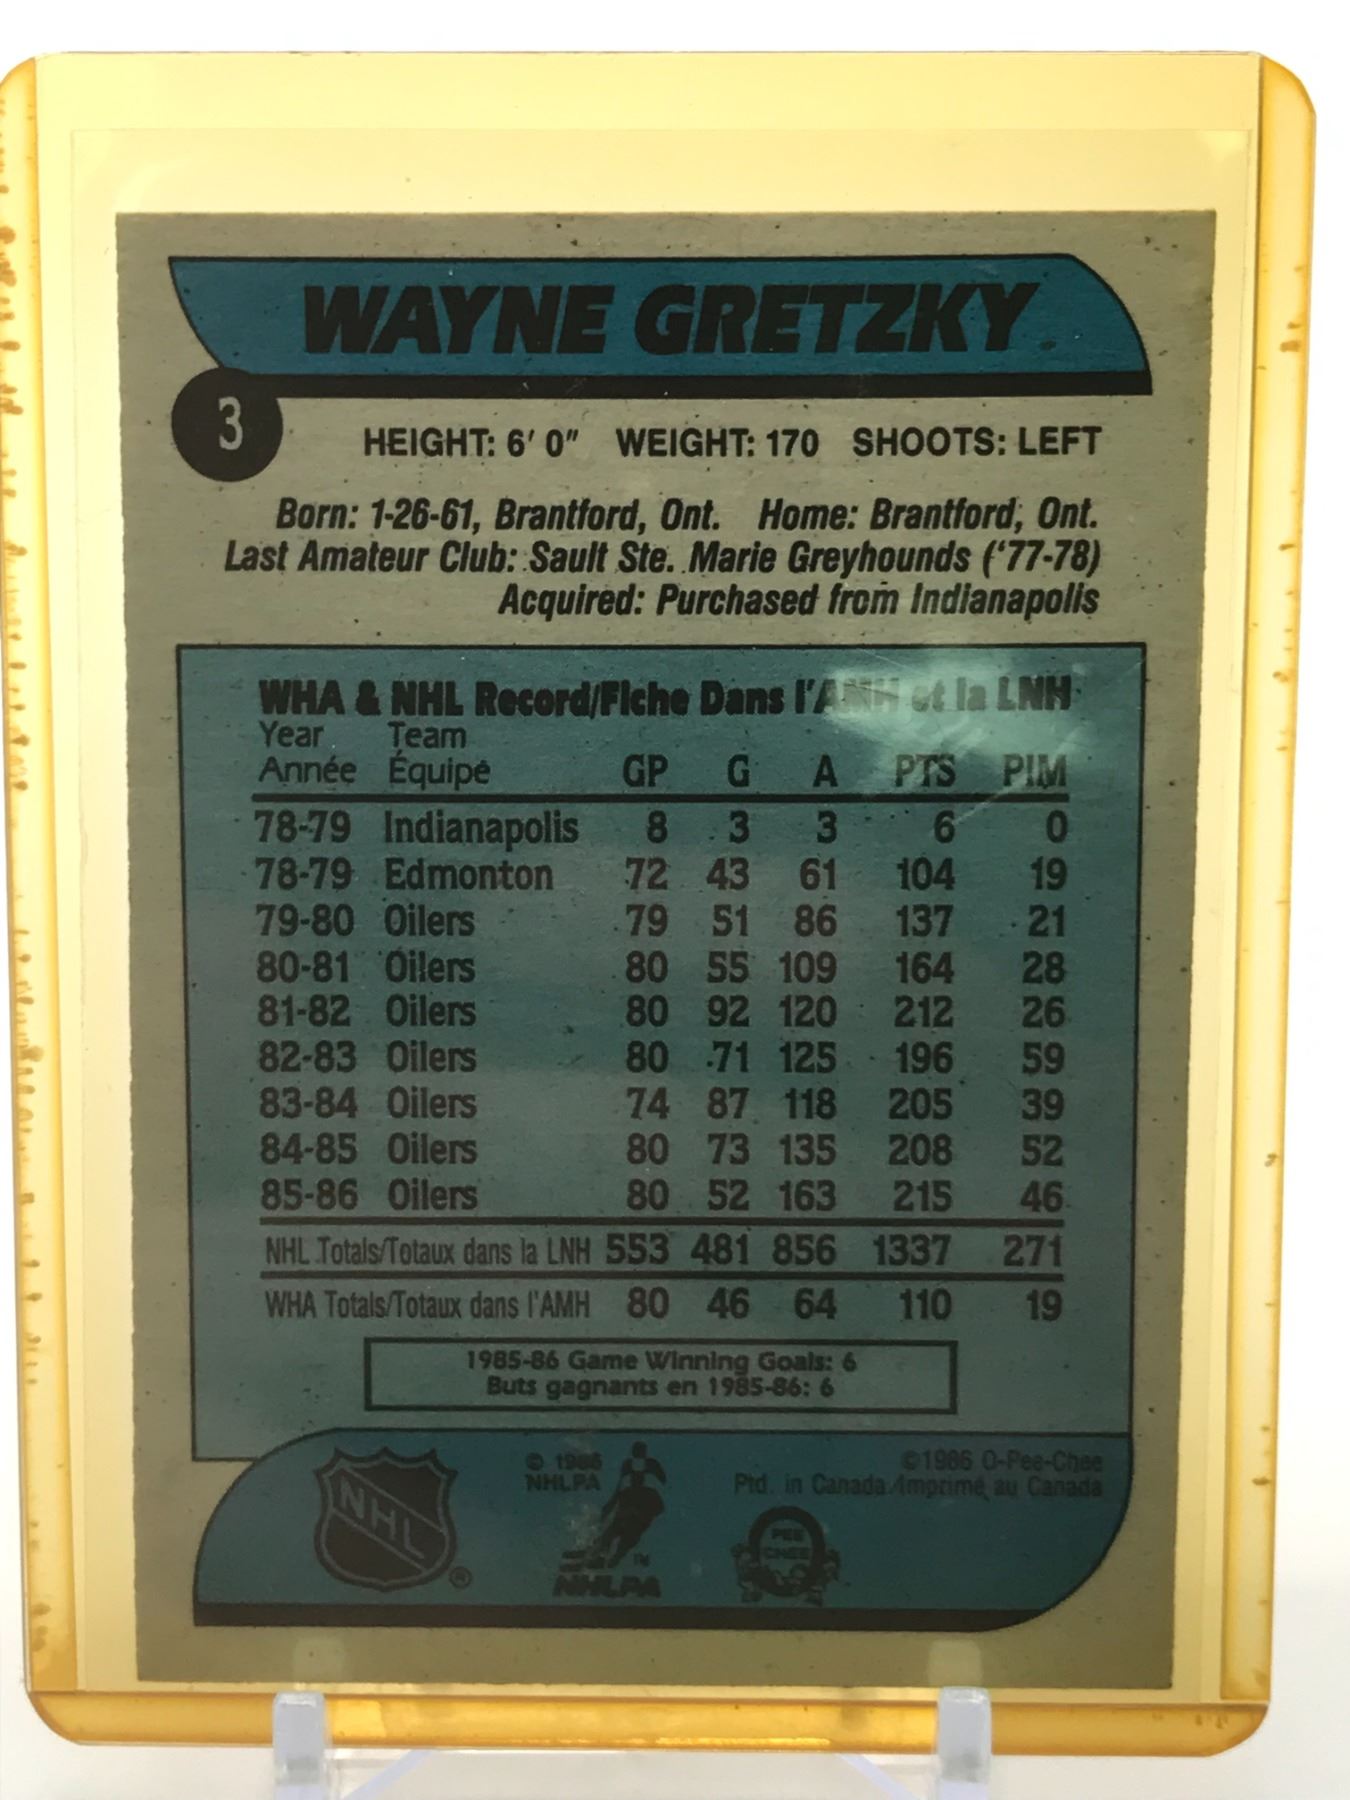 WAYNE GRETZKY
3
HEIGHT: 6' 0" WEIGHT: 170 SHOOTS: LEFT
Born: 1-26-61, Brantford, Ont. Home: Brantford, Ont.
Last Amateur Club: Sault Ste. Marie Greyhounds ('77-78)
Acquired: Purchased from Indianapolis
WHA & NHL Record/Fiche Dans l'AMH et la LNH
Year Team
Année Équipe GP G A PTS PIM
78-79 Indianapolis 8 3 3 6 0
78-79 Edmonton 72 43 61 104 19
79-80 Oilers 79 51 86 137 21
80-81 Oilers 80 55 109 164 28
81-82 Oilers 80 92 120 212 26
82-83 Oilers 80 71 125 196 59
83-84 Oilers 74 87 118 205 39
84-85 Oilers 80 73 135 208 52
85-86 Oilers 80 52 163 215 46
NHL Totals/Totaux dans la LNH 553 481 856 1337 271
WHA Totals/Totaux dans l'AMH 80 46 64 110 19
1985-86 Game Winning Goals: 6
Buts gagnants en 1985-86: 6
NHL ®
© 1986
NHLPA
TM
NHLPA
©1986 O-Pee-Chee
Ptd. in Canada/Imprimé au Canada
PEE
CHEE